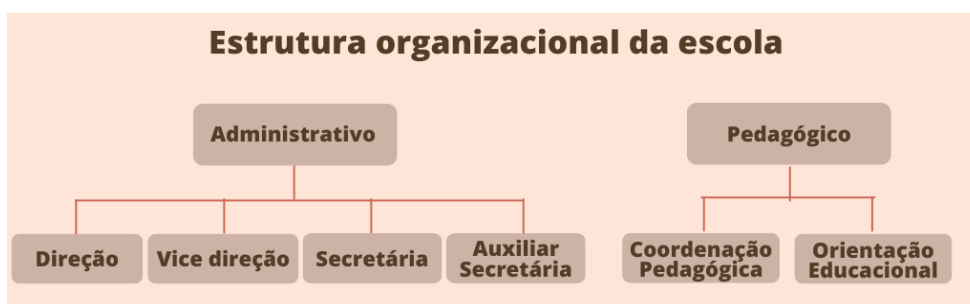 Estrutura organizacional da escola
Administrativo
Pedagógico
Direção
Vice direção
Secretária
Auxiliar
Secretária
Coordenação
Pedagógica
Orientação
Educacional